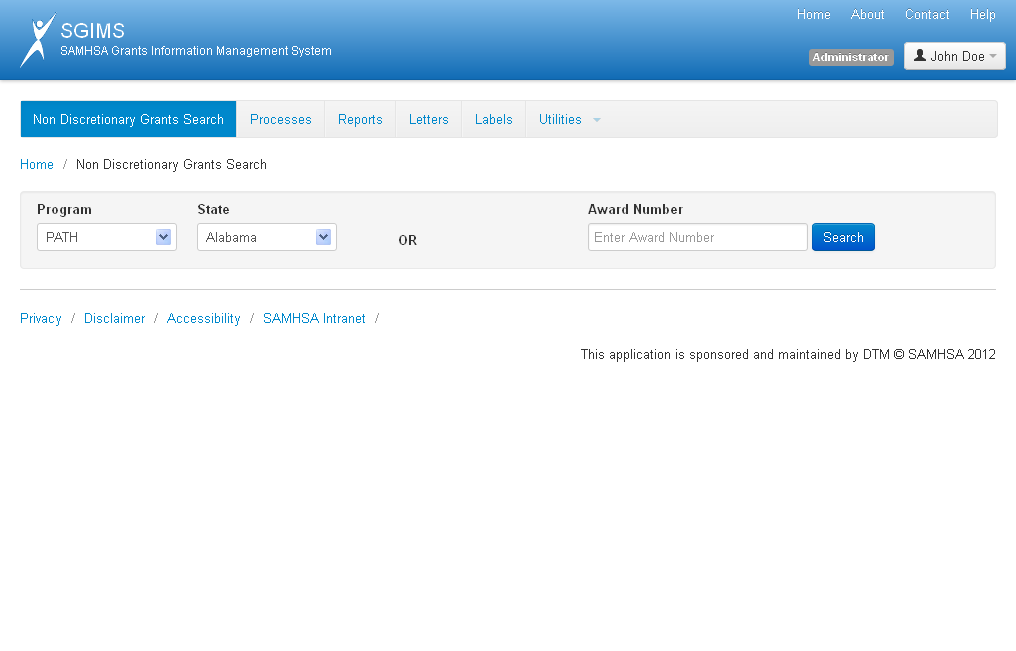 Home About Contact Help
SGIMS
SAMHSA Grants Information Management System
Administrator John Doe
Non Discretionary Grants Search Processes Reports Letters Labels Utilities
Home / Non Discretionary Grants Search
Program State Award Number
PATH Alabama OR Enter Award Number Search
Privacy / Disclaimer / Accessibility / SAMHSA Intranet /
This application is sponsored and maintained by DTM © SAMHSA 2012